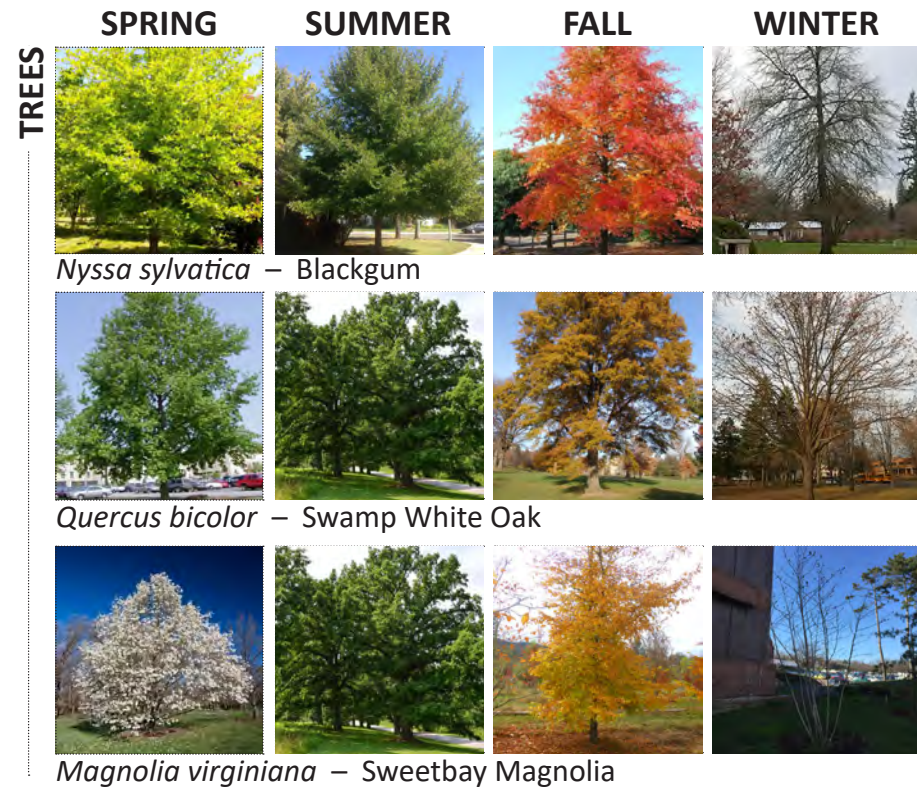 SPRING SUMMER FALL WINTER
TREES
Nyssa sylvatica – Blackgum
Quercus bicolor – Swamp White Oak
Magnolia virginiana – Sweetbay Magnolia